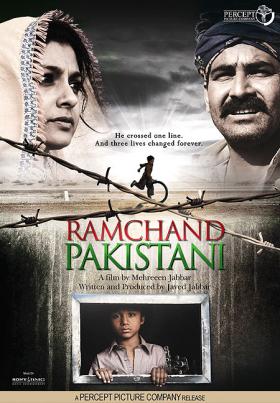 PERCEPT
PICTURE COMPANY
He crossed one line.
And three lives changed forever.
RAMCHAND
PAKISTANI
A film by Mehreen Jabbar
Written and Produced by Javed Jabbar
A PERCEPT PICTURE COMPANY RELEASE